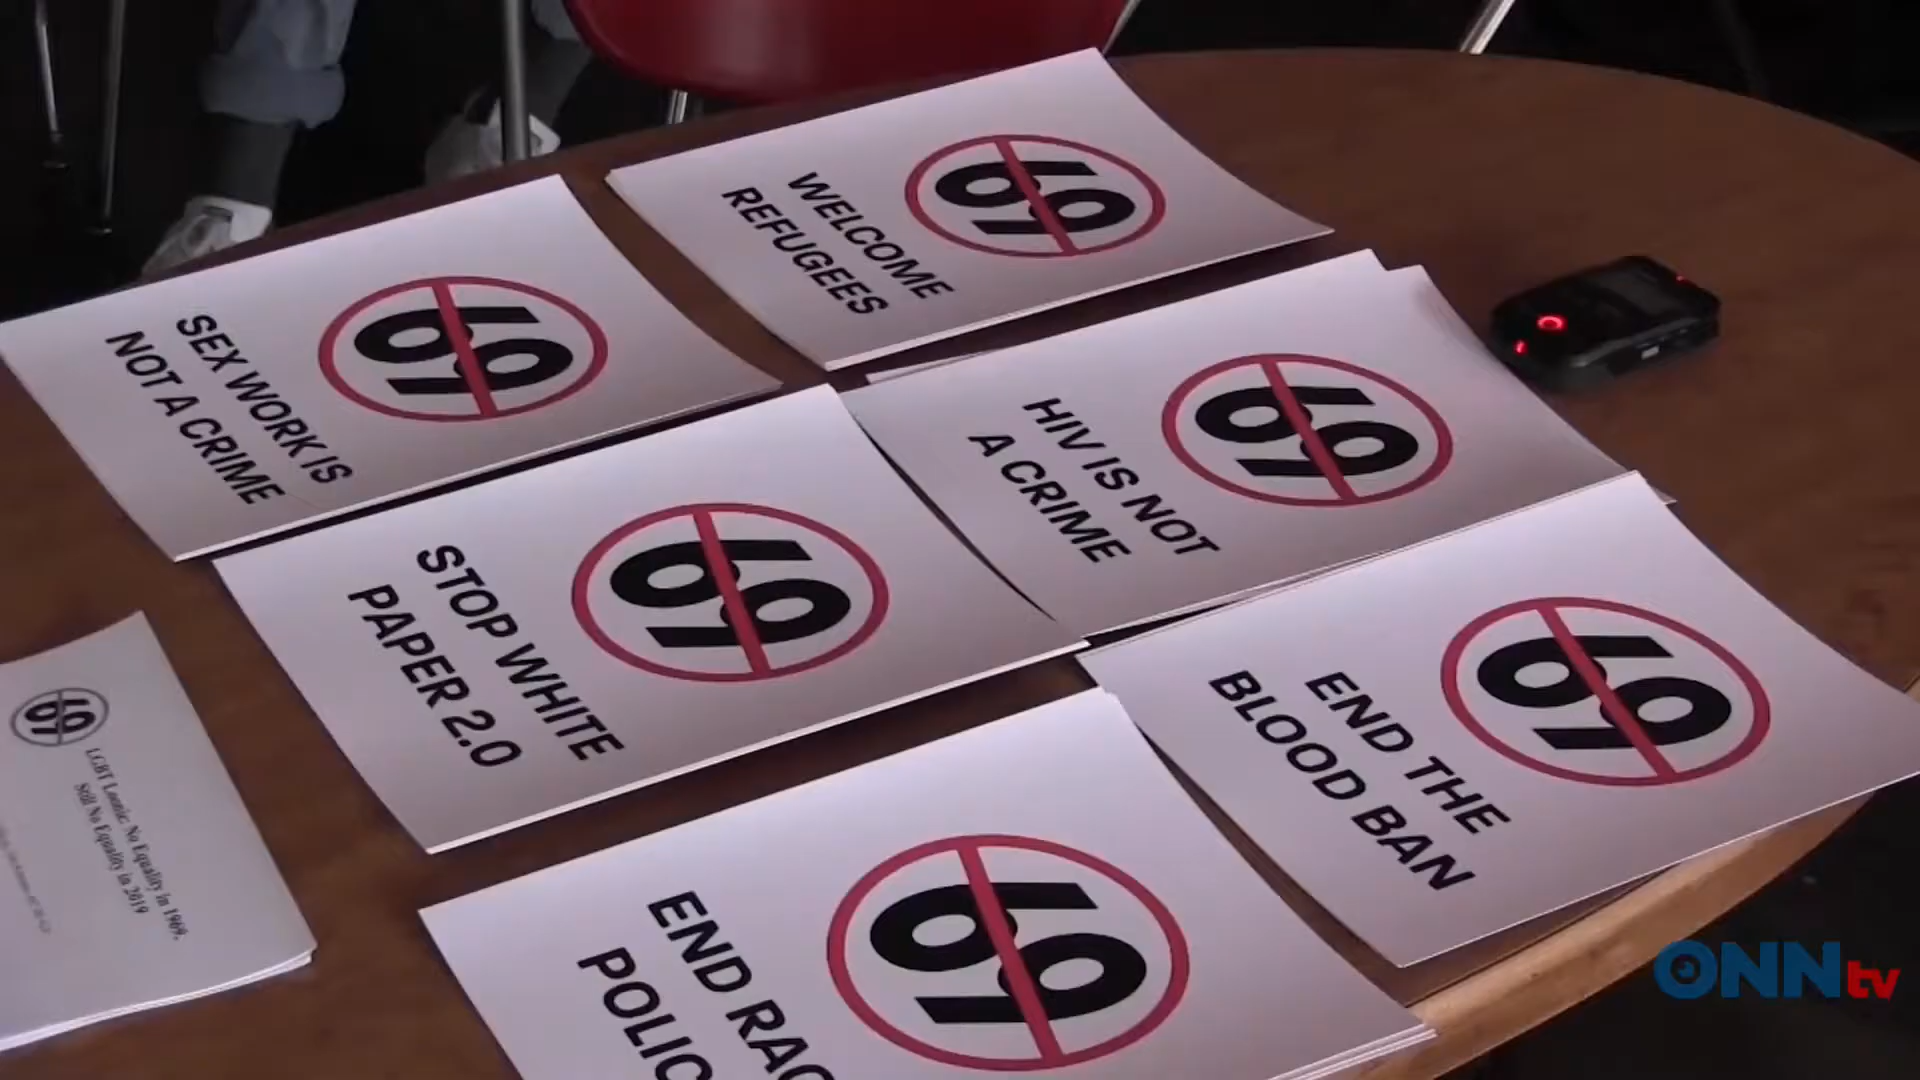 69
WELCOME
REFUGEES
69
SEX WORK IS
NOT A CRIME
69
HIV IS NOT
A CRIME
69
STOP WHITE
PAPER 2.0
69
END THE
BLOOD BAN
69
END RAC
POLIC
69
LGBT Loonie: No Equality in 1969.
Still No Equality in 2019
ONNtv